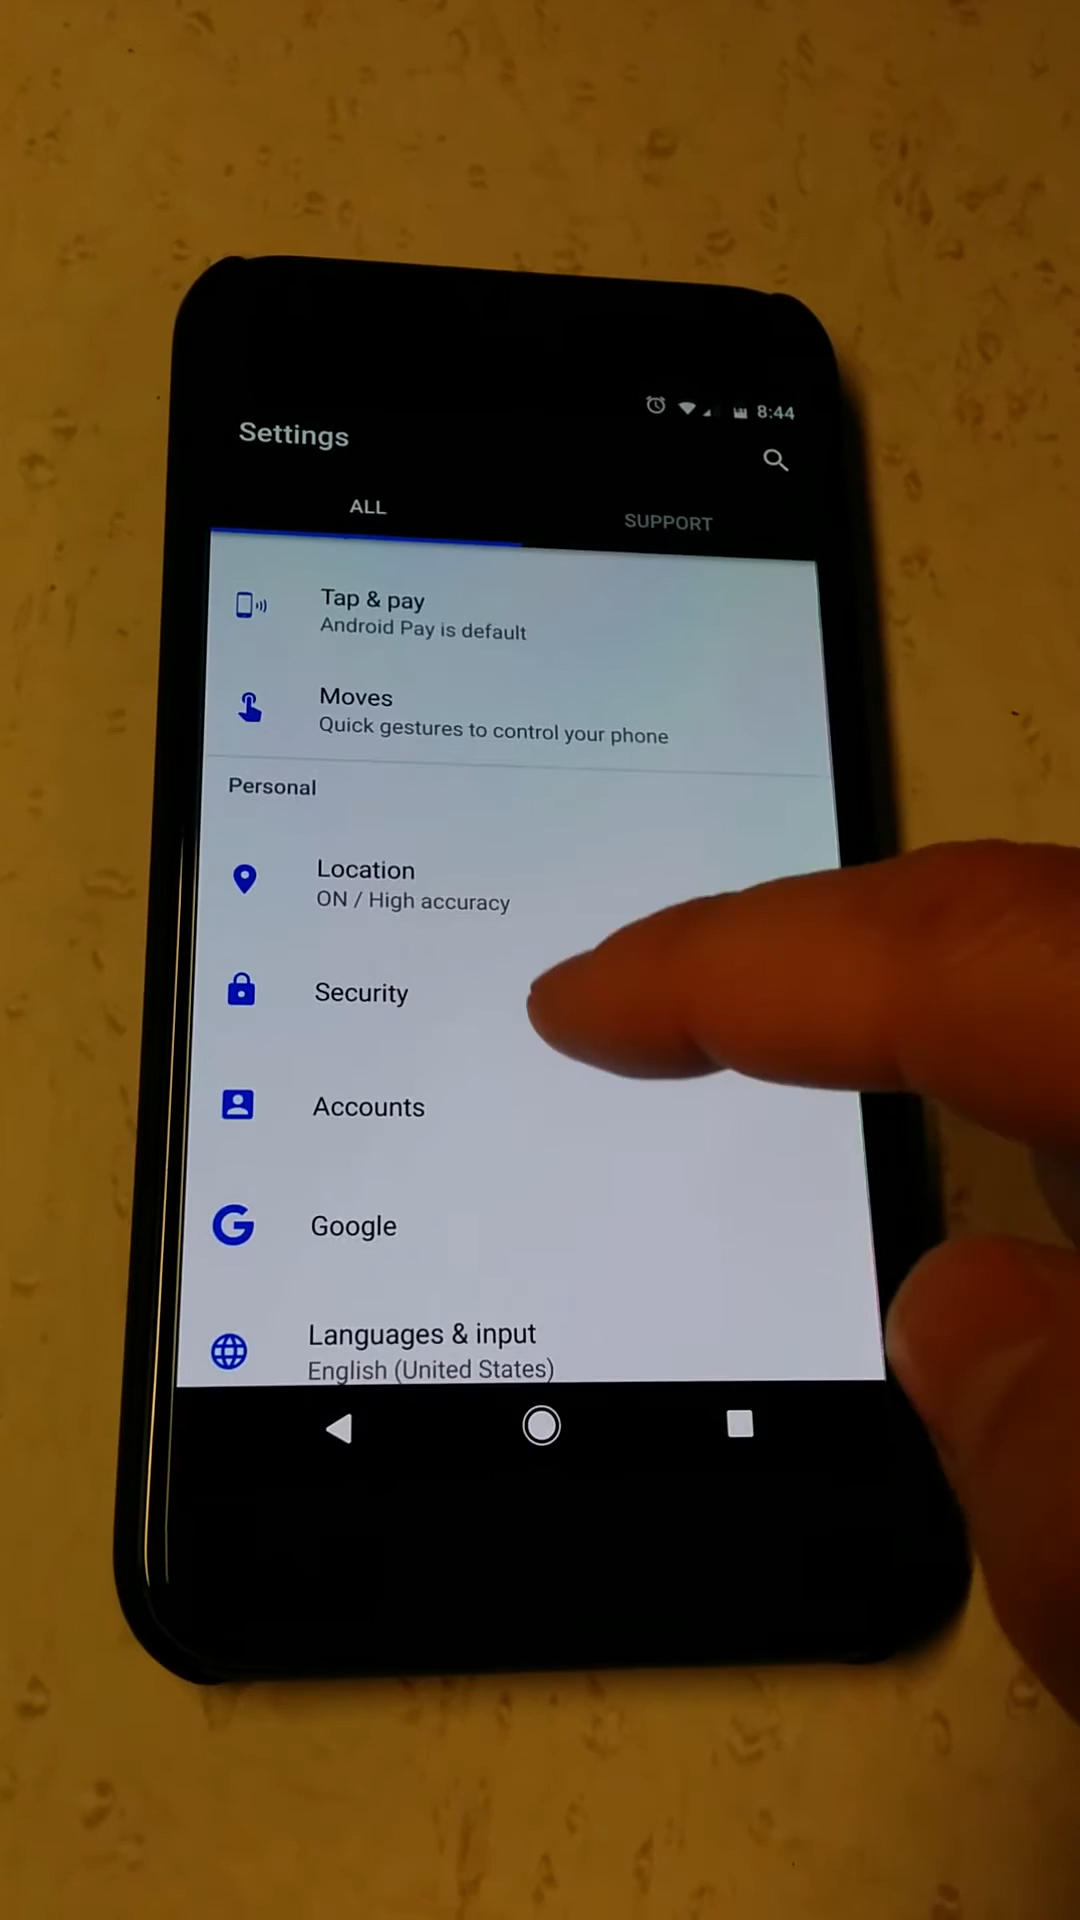 8:44
Settings
ALL
SUPPORT
Tap & pay
Android Pay is default
Moves
Quick gestures to control your phone
Personal
Location
ON / High accuracy
Security
Accounts
Google
Languages & input
English (United States)